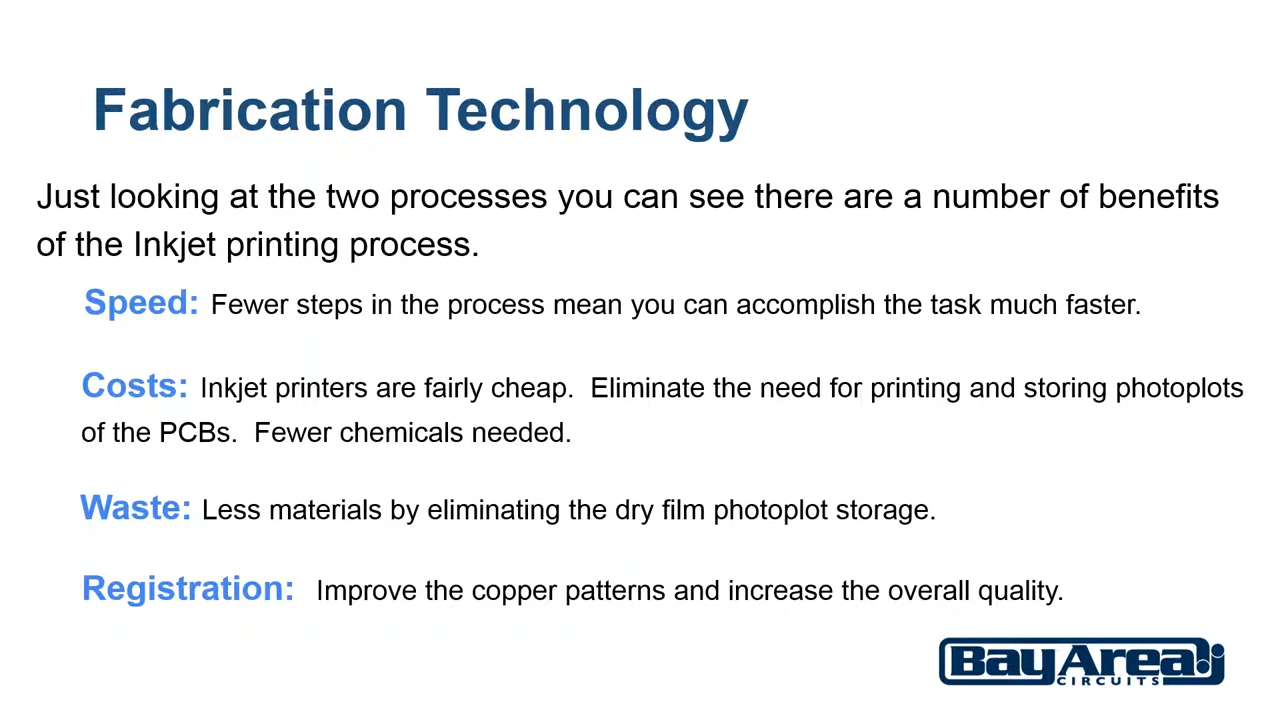 Fabrication Technology
Just looking at the two processes you can see there are a number of benefits
of the Inkjet printing process.
Speed: Fewer steps in the process mean you can accomplish the task much faster.
Costs: Inkjet printers are fairly cheap.  Eliminate the need for printing and storing photoplots
of the PCBs.  Fewer chemicals needed.
Waste: Less materials by eliminating the dry film photoplot storage.
Registration:  Improve the copper patterns and increase the overall quality.
BayArea
CIRCUITS